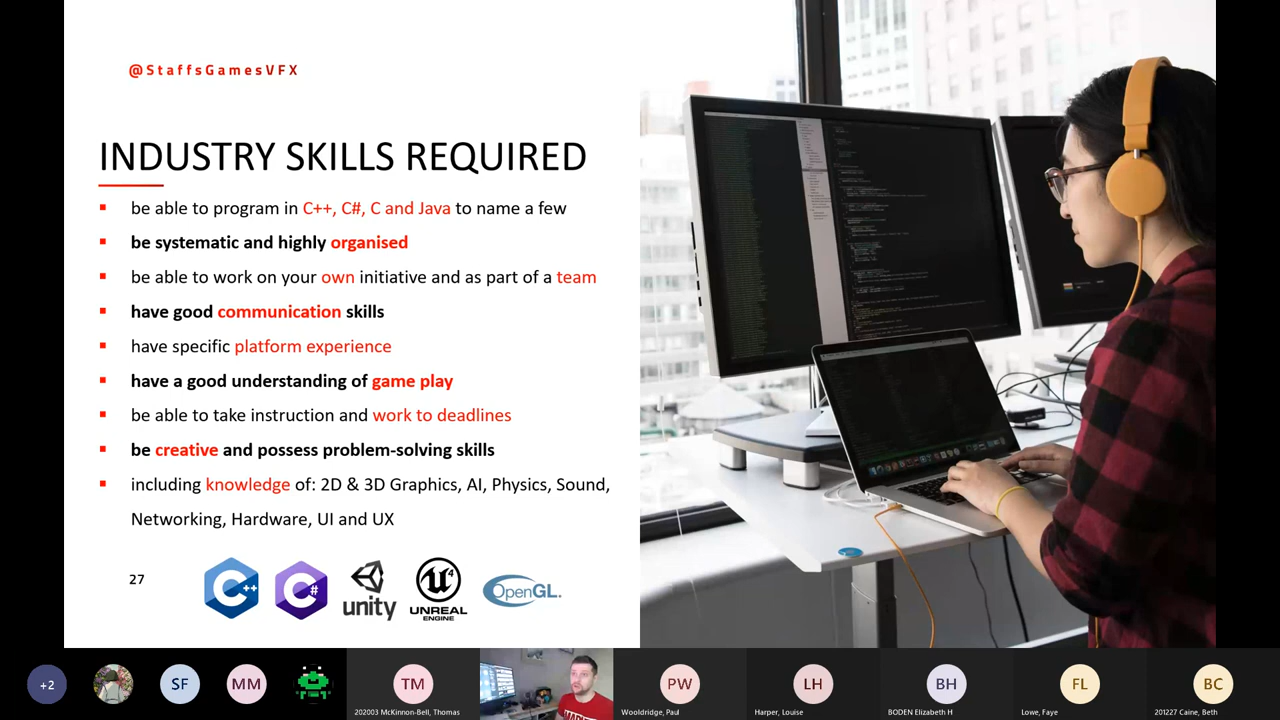 @StaffsGamesVFX
INDUSTRY SKILLS REQUIRED
be able to program in C++, C#, C and Java to name a few
be systematic and highly organised
be able to work on your own initiative and as part of a team
have good communication skills
have specific platform experience
have a good understanding of game play
be able to take instruction and work to deadlines
be creative and possess problem-solving skills
including knowledge of: 2D & 3D Graphics, AI, Physics, Sound,
Networking, Hardware, UI and UX
27
C++
C#
unity
U4
UNREAL
ENGINE
OpenGL.
+2
SF
MM
TM
PW
LH
BH
FL
BC
202003 McKinnon-Bell, Thomas
Wooldridge, Paul
Harper, Louise
BODEN Elizabeth H
Lowe, Faye
201227 Caine, Beth